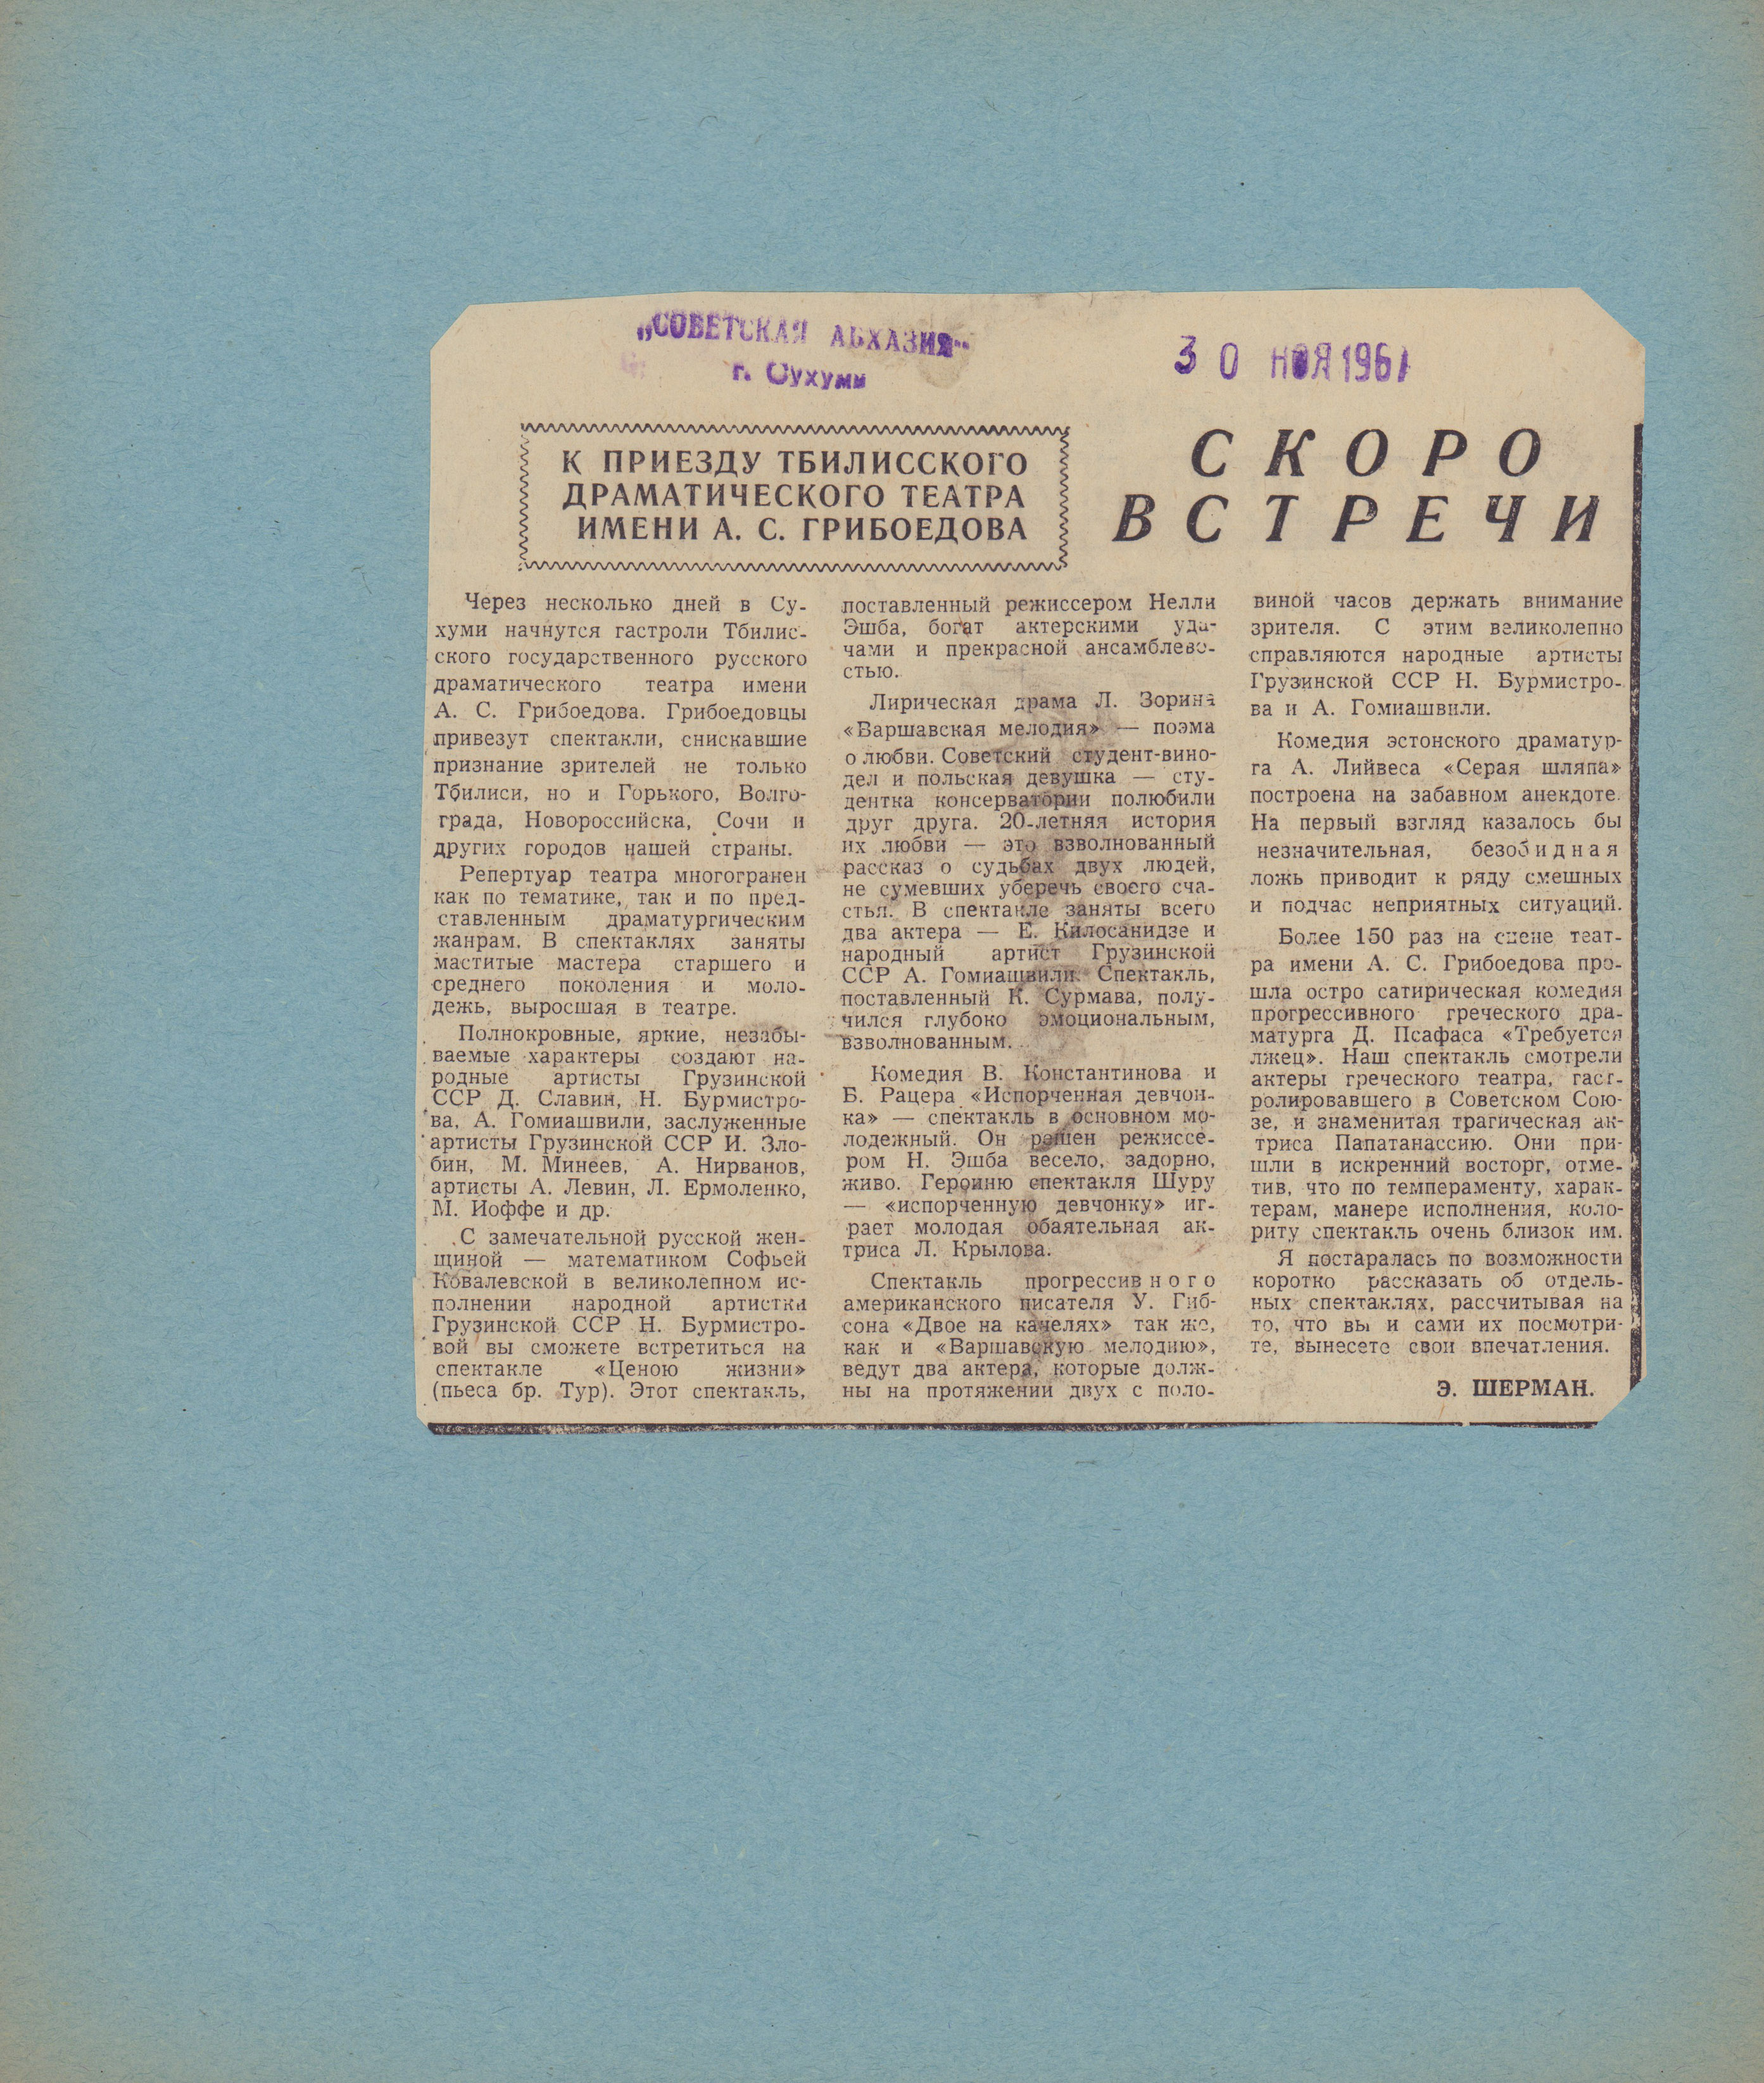 „СОВЕТСКАЯ АБХАЗИЯ"
г. Сухуми
30 НОЯ 196
К ПРИЕЗДУ ТБИЛИССКОГО
ДРАМАТИЧЕСКОГО ТЕАТРА
ИМЕНИ А. С. ГРИБОЕДОВА
СКОРО
ВСТРЕЧИ
Через несколько дней в Су-
хуми начнутся гастроли Тбилис-
ского государственного русского
драматического театра имени
А. С. Грибоедова. Грибоедовцы
привезут спектакли, снискавшие
признание зрителей не только
Тбилиси, но и Горького, Волго-
града, Новороссийска, Сочи и
других городов нашей страны.
Репертуар театра многогранен
как по тематике, так и по пред-
ставленным драматургическим
жанрам. В спектаклях заняты
маститые мастера старшего и
среднего поколения и моло-
дежь, выросшая в театре.
Полнокровные, яркие, незабы-
ваемые характеры создают на-
родные артисты Грузинской
ССР Д. Славин, Н. Бурмистро-
ва, А. Гомиашвили, заслуженные
артисты Грузинской ССР И. Зло-
бин, М. Минеев, А. Нирванов,
артисты А. Левин, Л. Ермоленко,
М. Иоффе и др.
С замечательной русской жен-
щиной — математиком Софьей
Ковалевской в великолепном ис-
полнении народной артистки
Грузинской ССР Н. Бурмистро-
вой вы сможете встретиться на
спектакле «Ценою жизни»
(пьеса бр. Тур). Этот спектакль,
поставленный режиссером Нелли
Эшба, богат актерскими уда-
чами и прекрасной ансамблево-
стью.
Лирическая драма Л. Зорина
«Варшавская мелодия» — поэма
о любви. Советский студент-вино-
дел и польская девушка — сту-
дентка консерватории полюбили
друг друга. 20-летняя история
их любви — это взволнованный
рассказ о судьбах двух людей,
не сумевших уберечь своего сча-
стья. В спектакле заняты всего
два актера — Е. Килосанидзе и
народный артист Грузинской
ССР А. Гомиашвили. Спектакль,
поставленный К. Сурмава, полу-
чился глубоко эмоциональным,
взволнованным.
Комедия В. Константинова и
Б. Рацера «Испорченная девчон-
ка» — спектакль в основном мо-
лодежный. Он решен режиссе-
ром Н. Эшба весело, задорно,
живо. Героиню спектакля Шуру
— «испорченную девчонку» иг-
рает молодая обаятельная ак-
триса Л. Крылова.
Спектакль прогрессивного
американского писателя У. Гиб-
сона «Двое на качелях» так же,
как и «Варшавскую мелодию»,
ведут два актера, которые долж-
ны на протяжении двух с поло-
виной часов держать внимание
зрителя. С этим великолепно
справляются народные артисты
Грузинской ССР Н. Бурмистро-
ва и А. Гомиашвили.
Комедия эстонского драматур-
га А. Лийвеса «Серая шляпа»
построена на забавном анекдоте.
На первый взгляд казалось бы
незначительная, безобидная
ложь приводит к ряду смешных
и подчас неприятных ситуаций.
Более 150 раз на сцене теат-
ра имени А. С. Грибоедова про-
шла остро сатирическая комедия
прогрессивного греческого дра-
матурга Д. Псафаса «Требуется
лжец». Наш спектакль смотрели
актеры греческого театра, гаст-
ролировавшего в Советском Сою-
зе, и знаменитая трагическая ак-
триса Папатанассию. Они при-
шли в искренний восторг, отме-
тив, что по темпераменту, харак-
терам, манере исполнения, коло-
риту спектакль очень близок им.
Я постаралась по возможности
коротко рассказать об отдель-
ных спектаклях, рассчитывая на
то, что вы и сами их посмотри-
те, вынесете свои впечатления.
Э. ШЕРМАН.